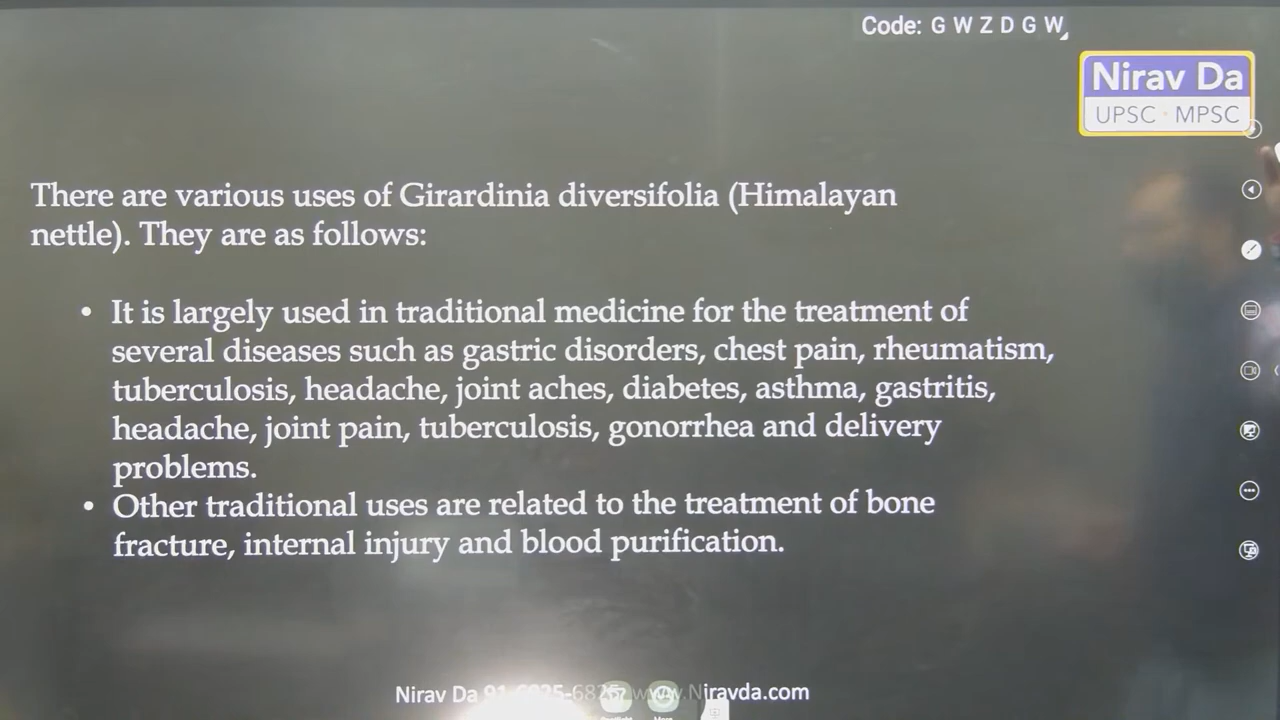 Code: G W Z D G W
Nirav Da
UPSC · MPSC
There are various uses of Girardinia diversifolia (Himalayan
nettle). They are as follows:
• It is largely used in traditional medicine for the treatment of
several diseases such as gastric disorders, chest pain, rheumatism,
tuberculosis, headache, joint aches, diabetes, asthma, gastritis,
headache, joint pain, tuberculosis, gonorrhea and delivery
problems.
• Other traditional uses are related to the treatment of bone
fracture, internal injury and blood purification.
Nirav Da www.Niravda.com